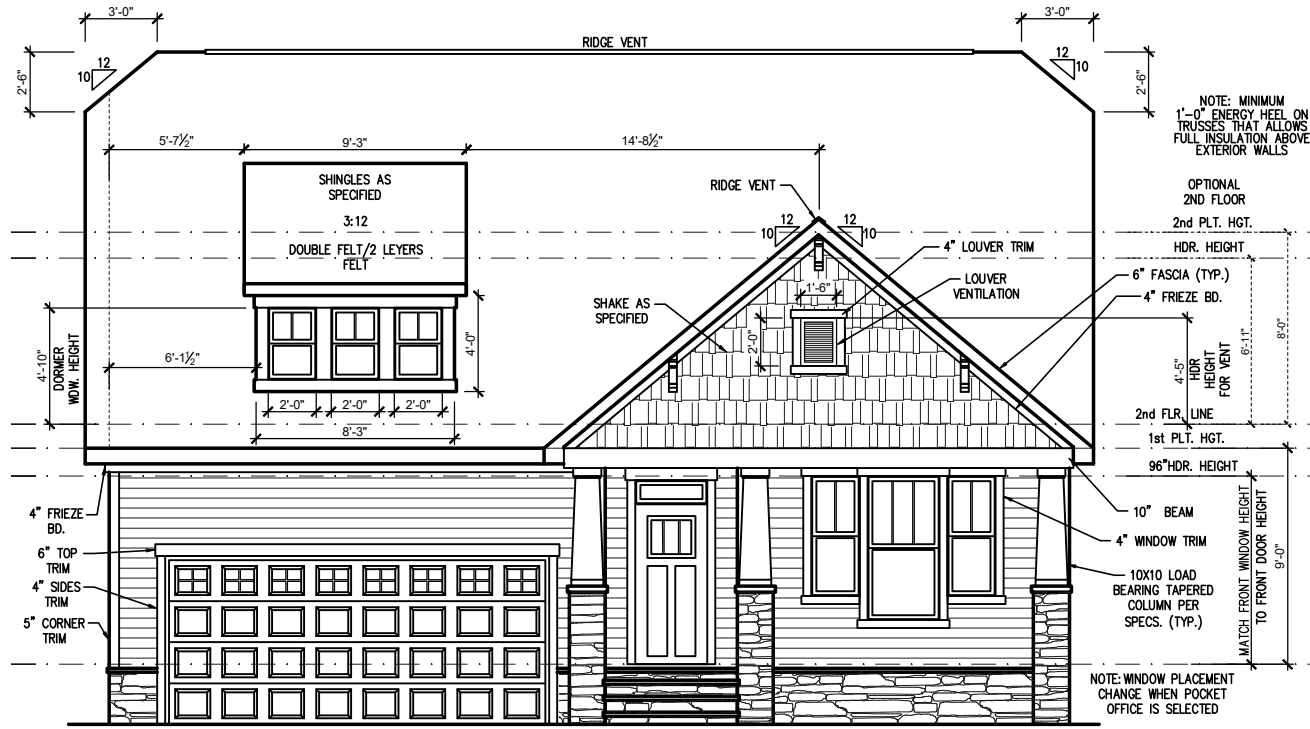 3'-0"
3'-0"
RIDGE VENT
12
10
12
10
2'-6"
2'-6"
NOTE: MINIMUM
1'-0" ENERGY HEEL ON
TRUSSES THAT ALLOWS
FULL INSULATION ABOVE
EXTERIOR WALLS
5'-7½"
9'-3"
14'-8½"
SHINGLES AS
SPECIFIED
3:12
DOUBLE FELT/2 LEYERS
FELT
RIDGE VENT
OPTIONAL
2ND FLOOR
2nd PLT. HGT.
HDR. HEIGHT
12
10
12
10
4" LOUVER TRIM
LOUVER
VENTILATION
6" FASCIA (TYP.)
4" FRIEZE BD.
1'-6"
2'-0"
SHAKE AS
SPECIFIED
4'-10"
DORMER
WDW. HEIGHT
6'-1½"
4'-0"
2'-0"
2'-0"
2'-0"
8'-3"
4'-5"
HDR
HEIGHT
FOR VENT
6'-11"
8'-0"
2nd FLR. LINE
1st PLT. HGT.
96"HDR. HEIGHT
4" FRIEZE
BD.
6" TOP
TRIM
4" SIDES
TRIM
5" CORNER
TRIM
10" BEAM
4" WINDOW TRIM
10X10 LOAD
BEARING TAPERED
COLUMN PER
SPECS. (TYP.)
MATCH FRONT WINDOW HEIGHT
TO FRONT DOOR HEIGHT
9'-0"
NOTE: WINDOW PLACEMENT
CHANGE WHEN POCKET
OFFICE IS SELECTED